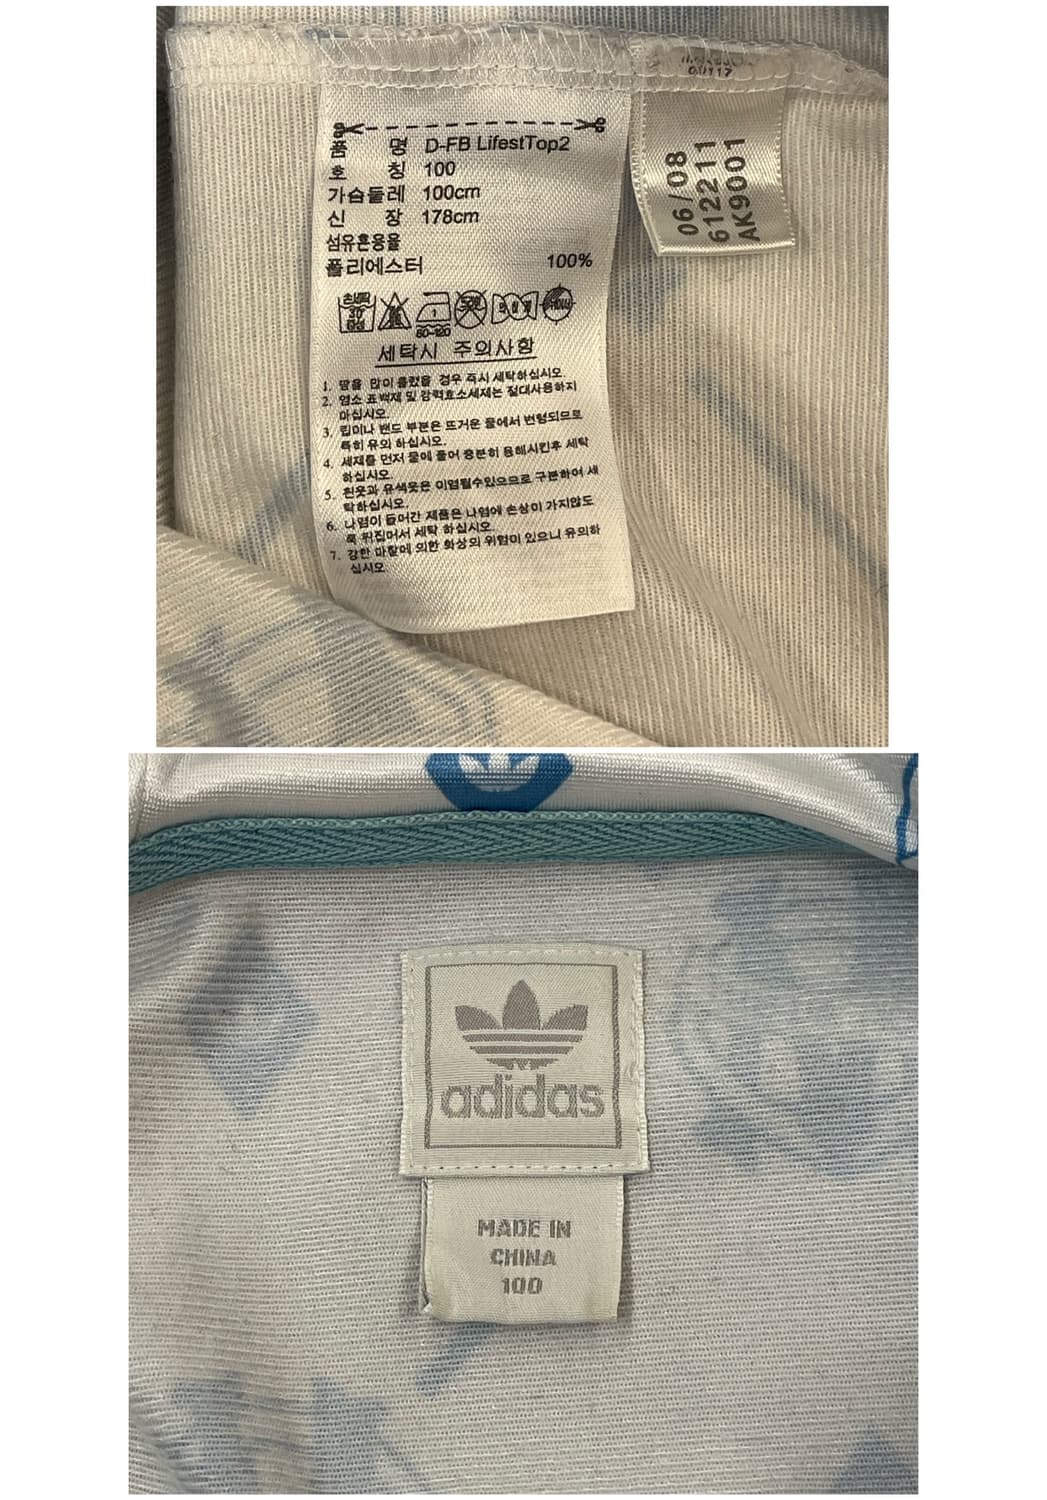 품 명 D-FB LifestTop2
호 칭 100
가슴둘레 100cm
신 장 178cm
섬유혼용율
폴리에스터 100%
30
80-120
세탁시 주의사항
1. 땀을 많이 흘렸을 경우 즉시 세탁하십시오.
2. 염소 표백제 및 강력효소세제는 절대사용하지
마십시오.
3. 립이나 밴드 부분은 뜨거운 물에서 변형되므로
특히 유의 하십시오.
4. 세제를 먼저 물에 풀어 충분히 용해시킨후 세탁
하십시오.
5. 흰옷과 유색옷은 이염될수있으므로 구분하여 세
탁하십시오.
6. 나염이 들어간 제품은 나염에 손상이 가지않도
록 뒤집어서 세탁 하십시오.
7. 강한 마찰에 의한 화상의 위험이 있으니 유의하
십시오.
06/08
612211
AK9001
adidas
MADE IN
CHINA
100